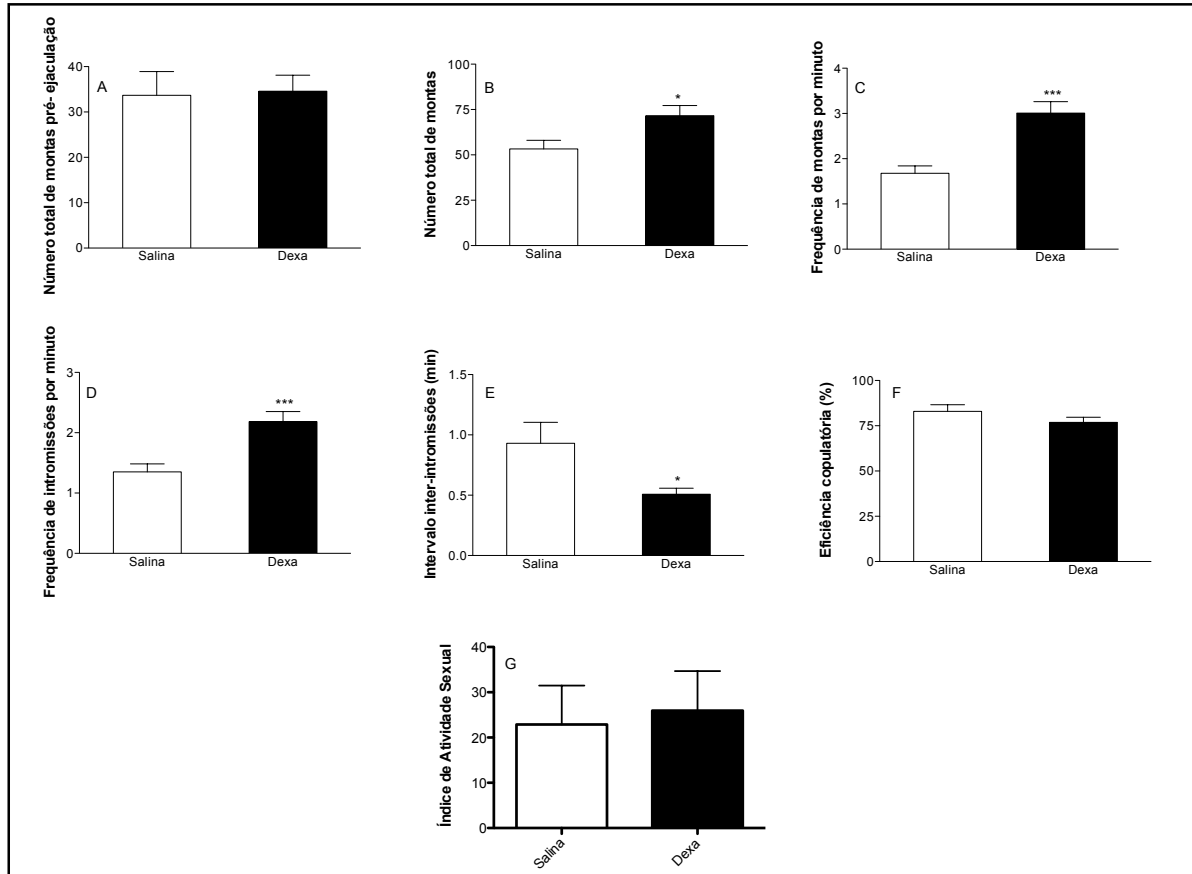 Número total de montas pré- ejaculação
A
50
40
30
20
10
0
Salina
Dexa
Número total de montas
B
100
75
50
25
0
*
Salina
Dexa
Frequência de montas por minuto
C
4
3
2
1
0
***
Salina
Dexa
Frequência de intromissões por minuto
D
3
2
1
0
***
Salina
Dexa
Intervalo inter-intromissões (min)
E
1.5
1.0
0.5
0.0
*
Salina
Dexa
Eficiência copulatória (%)
F
100
75
50
25
0
Salina
Dexa
Índice de Atividade Sexual
G
40
30
20
10
0
Salina
Dexa